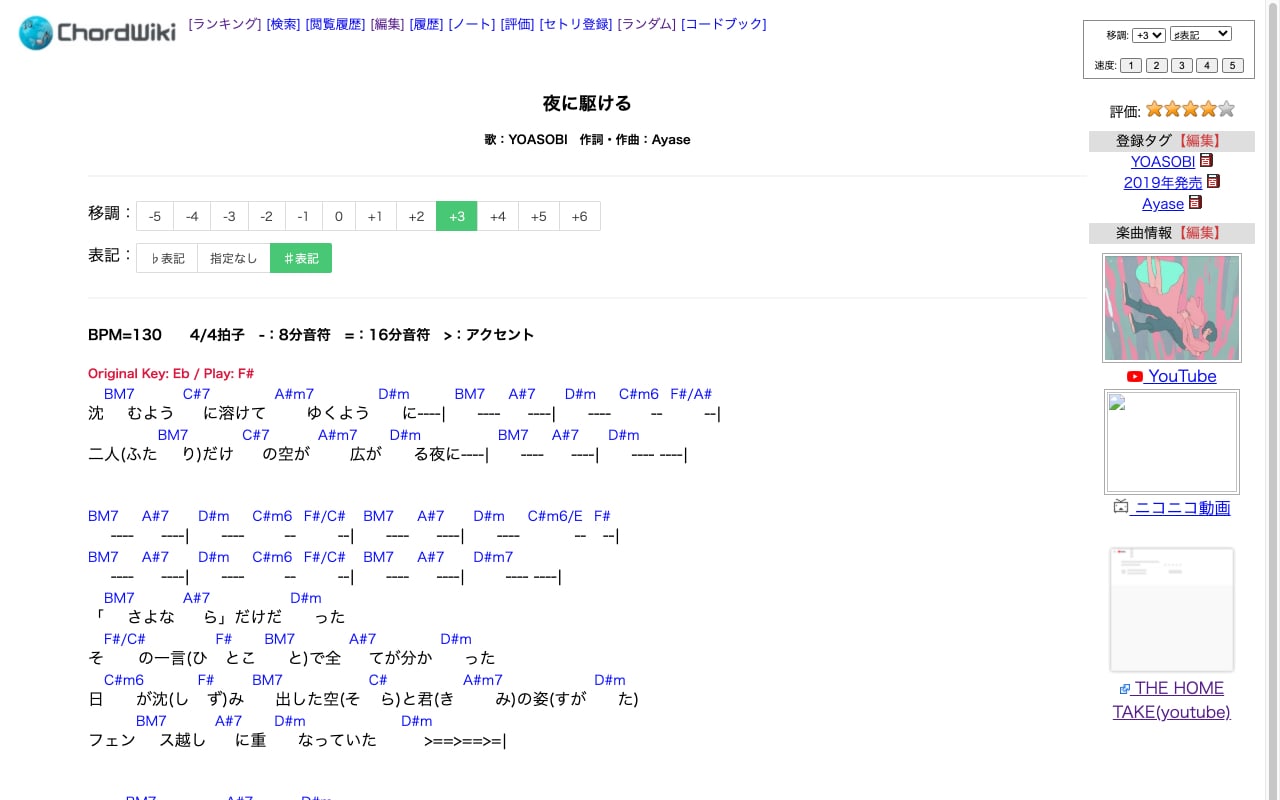 ChordWiki [ランキング] [検索] [閲覧履歴] [編集] [履歴] [ノート] [評価] [セトリ登録] [ランダム] [コードブック]
移調: +3 ♯表記
速度: 1 2 3 4 5
夜に駆ける
歌：YOASOBI　作詞・作曲：Ayase
移調： -5 -4 -3 -2 -1 0 +1 +2 +3 +4 +5 +6
表記： ♭表記 指定なし ♯表記
BPM=130　　4/4拍子　-：8分音符　=：16分音符　>：アクセント
Original Key: Eb / Play: F#
BM7 C#7 A#m7 D#m BM7 A#7 D#m C#m6 F#/A#
沈 むよう に溶けて ゆくよう に----| ---- ----| ---- -- --|
BM7 C#7 A#m7 D#m BM7 A#7 D#m
二人(ふた り)だけ の空が 広が る夜に----| ---- ----| ---- ----|
BM7 A#7 D#m C#m6 F#/C# BM7 A#7 D#m C#m6/E F#
---- ----| ---- -- --| ---- ----| ---- -- --|
BM7 A#7 D#m C#m6 F#/C# BM7 A#7 D#m7
---- ----| ---- -- --| ---- ----| ---- ----|
BM7 A#7 D#m
「 さよな ら」だけだ った
F#/C# F# BM7 A#7 D#m
そ の一言(ひ とこ と)で全 てが分か った
C#m6 F# BM7 C# A#m7 D#m
日 が沈(し ず)み 出した空(そ ら)と君(き み)の姿(すが た)
BM7 A#7 D#m D#m
フェン ス越し に重 なっていた >==>==>=|
BM7 A#7 D#m
評価:
登録タグ【編集】
YOASOBI
2019年発売
Ayase
楽曲情報【編集】
YouTube
ニコニコ動画
THE HOME
TAKE(youtube)